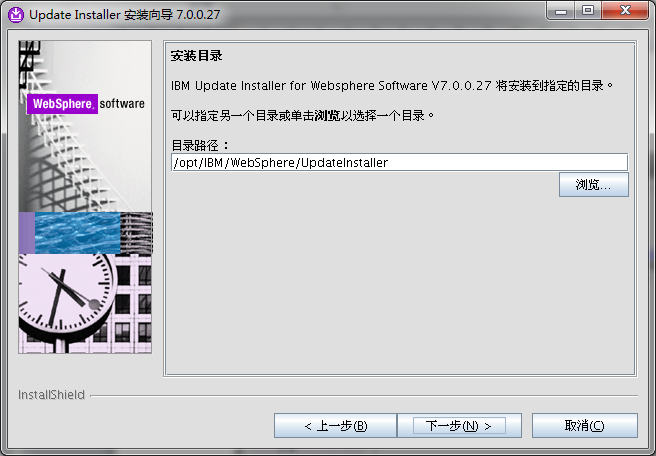 Update Installer 安装向导 7.0.0.27
WebSphere. software
安装目录
IBM Update Installer for Websphere Software V7.0.0.27 将安装到指定的目录。
可以指定另一个目录或单击浏览以选择一个目录。
目录路径：
/opt/IBM/WebSphere/UpdateInstaller
浏览...
InstallShield
< 上一步(B)
下一步(N) >
取消(C)